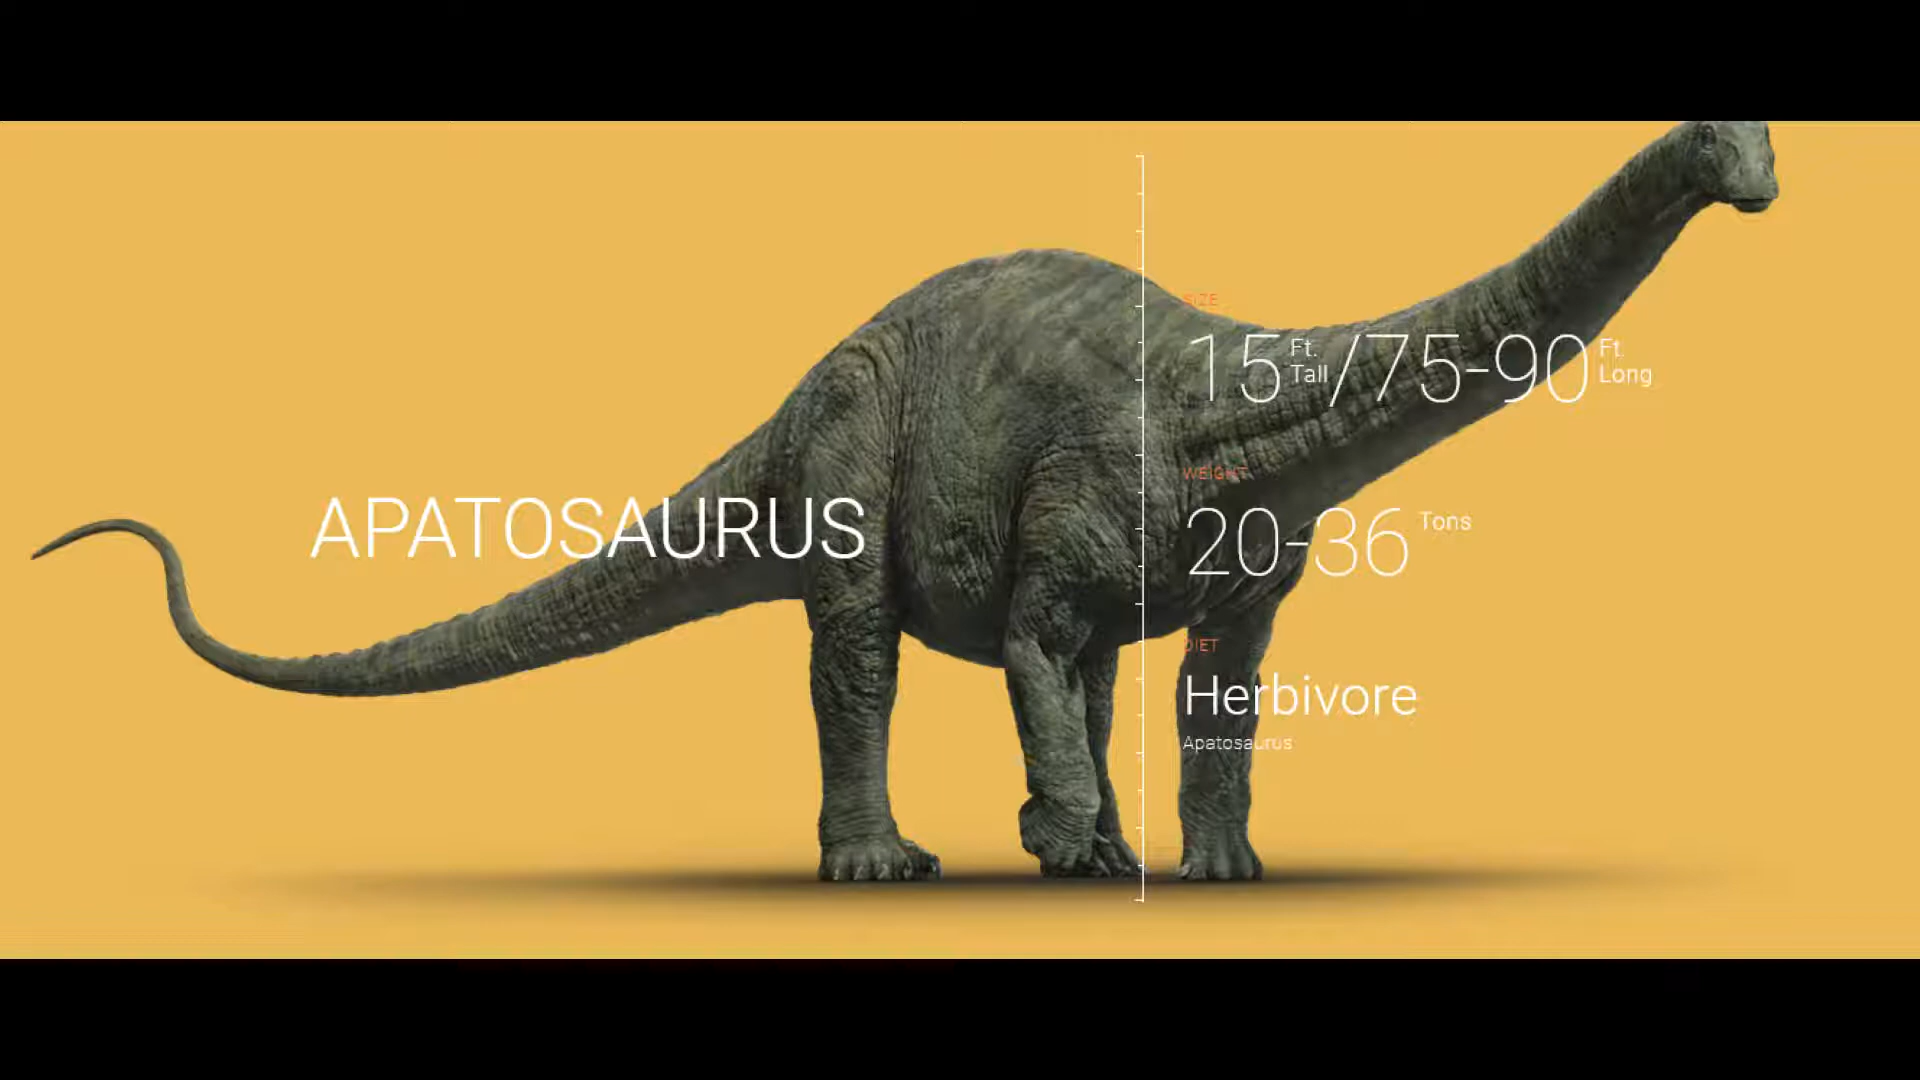 APATOSAURUS
SIZE
15 Ft. Tall/75-90 Ft. Long
WEIGHT
20-36 Tons
DIET
Herbivore
Apatosaurus